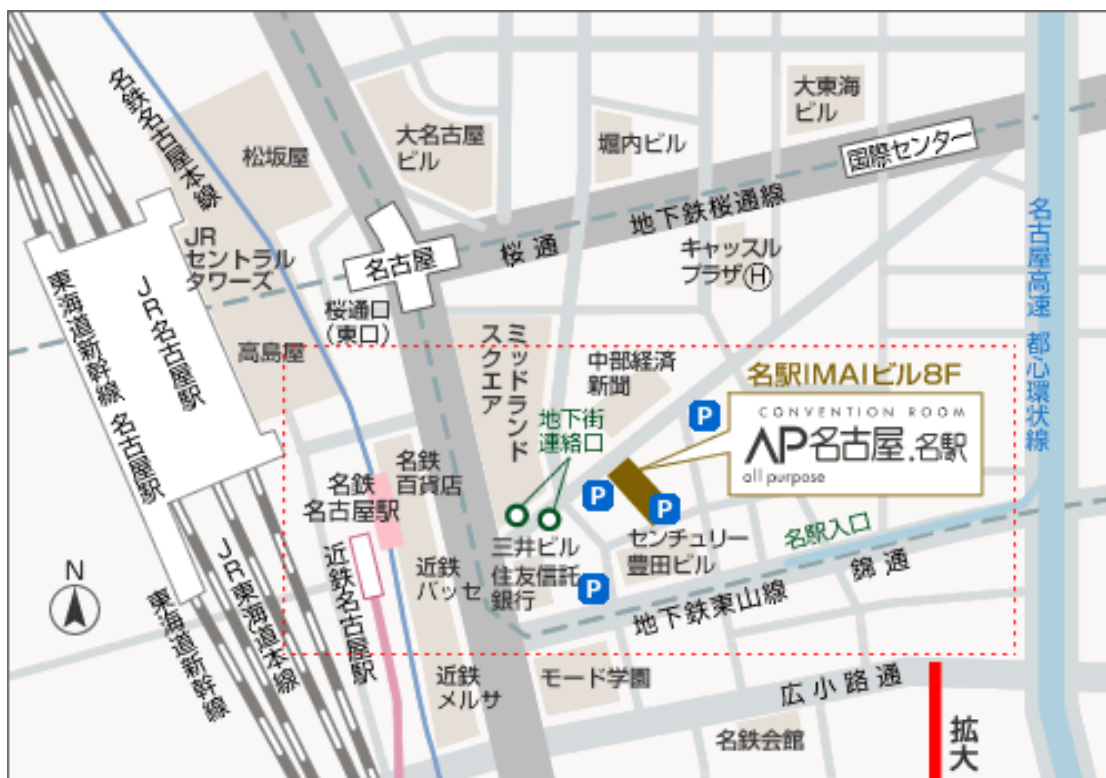 名鉄名古屋本線
松坂屋
大名古屋
ビル
堀内ビル
大東海
ビル
国際センター
地下鉄桜通線
桜通
名古屋
JR
セントラル
タワーズ
キャッスル
プラザ
H
名古屋高速 都心環状線
東海道新幹線 名古屋駅
JR名古屋駅
桜通口
(東口)
高島屋
ミッドランド
スクエア
中部経済
新聞
名駅IMAIビル8F
CONVENTION ROOM
AP名古屋.名駅
all purpose
P
地下街
連絡口
名鉄
百貨店
名鉄
名古屋駅
P
P
センチュリー
豊田ビル
名駅入口
錦通
三井ビル
住友信託
銀行
P
近鉄
パッセ
近鉄名古屋駅
地下鉄東山線
N
東海道新幹線
JR東海道本線
近鉄
メルサ
モード学園
広小路通
名鉄会館
拡大